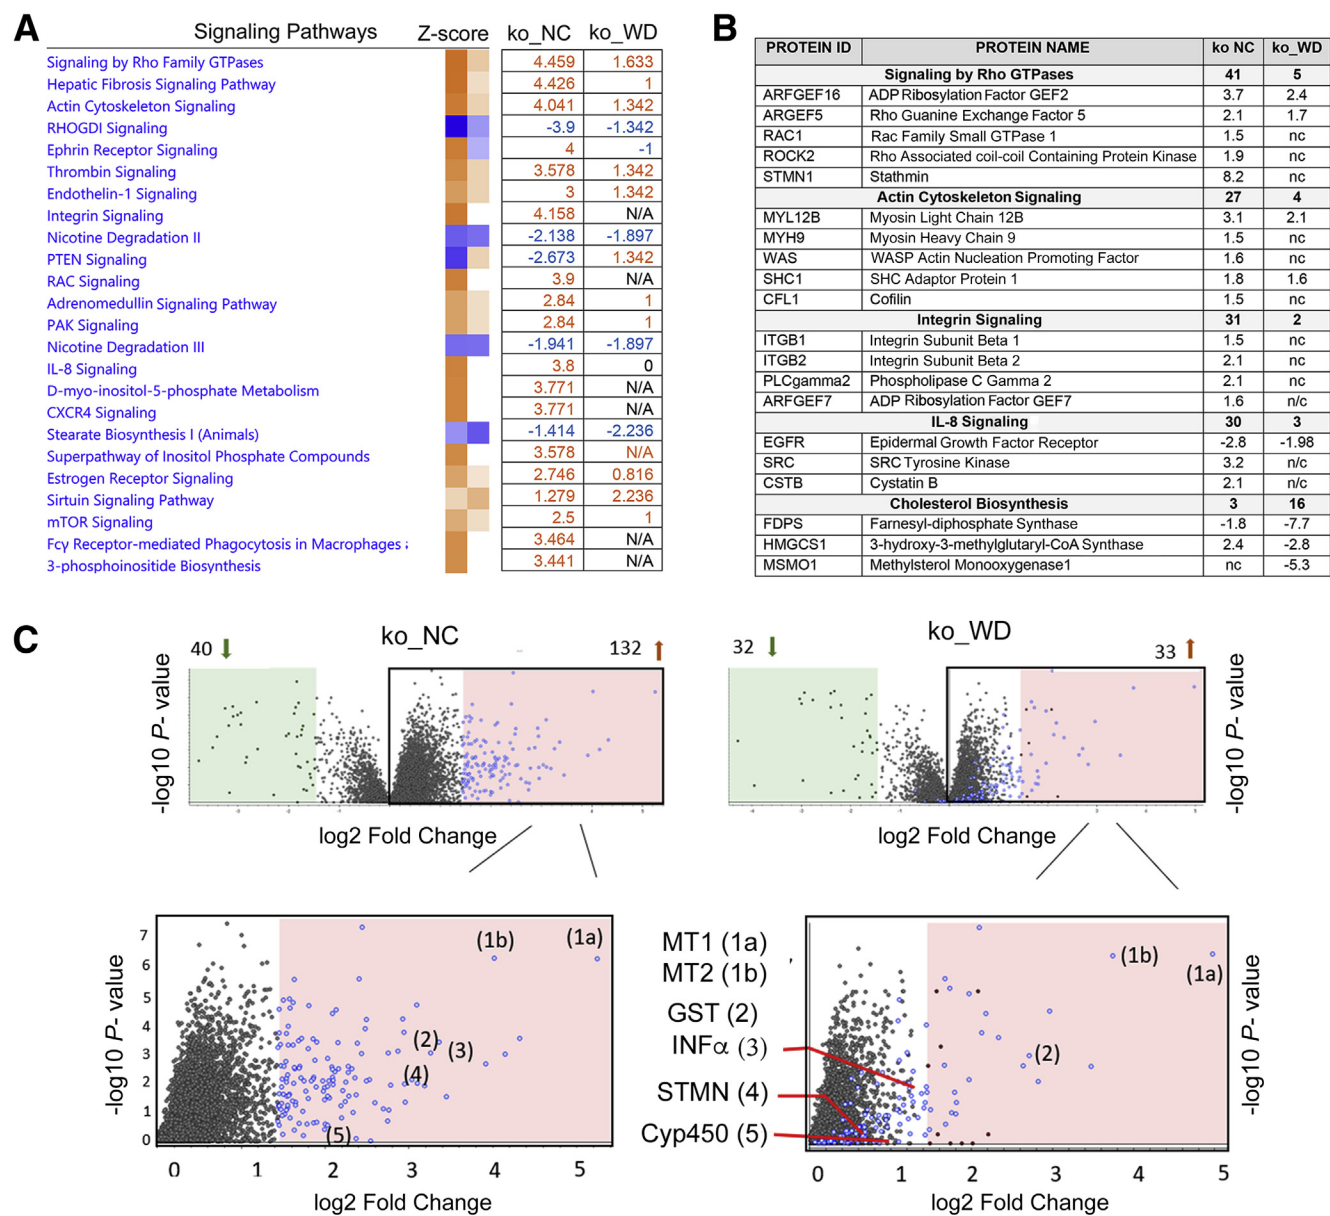 A
Signaling Pathways Z-score ko_NC ko_WD
Signaling by Rho Family GTPases 4.459 1.633
Hepatic Fibrosis Signaling Pathway 4.426 1
Actin Cytoskeleton Signaling 4.041 1.342
RHOGDI Signaling -3.9 -1.342
Ephrin Receptor Signaling 4 -1
Thrombin Signaling 3.578 1.342
Endothelin-1 Signaling 3 1.342
Integrin Signaling 4.158 N/A
Nicotine Degradation II -2.138 -1.897
PTEN Signaling -2.673 1.342
RAC Signaling 3.9 N/A
Adrenomedullin Signaling Pathway 2.84 1
PAK Signaling 2.84 1
Nicotine Degradation III -1.941 -1.897
IL-8 Signaling 3.8 0
D-myo-inositol-5-phosphate Metabolism 3.771 N/A
CXCR4 Signaling 3.771 N/A
Stearate Biosynthesis I (Animals) -1.414 -2.236
Superpathway of Inositol Phosphate Compounds 3.578 N/A
Estrogen Receptor Signaling 2.746 0.816
Sirtuin Signaling Pathway 1.279 2.236
mTOR Signaling 2.5 1
Fcγ Receptor-mediated Phagocytosis in Macrophages 3.464 N/A
3-phosphoinositide Biosynthesis 3.441 N/A
B
PROTEIN ID PROTEIN NAME ko NC ko_WD
Signaling by Rho GTPases 41 5
ARFGEF16 ADP Ribosylation Factor GEF2 3.7 2.4
ARGEF5 Rho Guanine Exchange Factor 5 2.1 1.7
RAC1 Rac Family Small GTPase 1 1.5 nc
ROCK2 Rho Associated coil-coil Containing Protein Kinase 1.9 nc
STMN1 Stathmin 8.2 nc
Actin Cytoskeleton Signaling 27 4
MYL12B Myosin Light Chain 12B 3.1 2.1
MYH9 Myosin Heavy Chain 9 1.5 nc
WAS WASP Actin Nucleation Promoting Factor 1.6 nc
SHC1 SHC Adaptor Protein 1 1.8 1.6
CFL1 Cofilin 1.5 nc
Integrin Signaling 31 2
ITGB1 Integrin Subunit Beta 1 1.5 nc
ITGB2 Integrin Subunit Beta 2 2.1 nc
PLCgamma2 Phospholipase C Gamma 2 2.1 nc
ARFGEF7 ADP Ribosylation Factor GEF7 1.6 n/c
IL-8 Signaling 30 3
EGFR Epidermal Growth Factor Receptor -2.8 -1.98
SRC SRC Tyrosine Kinase 3.2 n/c
CSTB Cystatin B 2.1 n/c
Cholesterol Biosynthesis 3 16
FDPS Farnesyl-diphosphate Synthase -1.8 -7.7
HMGCS1 3-hydroxy-3-methylglutaryl-CoA Synthase 2.4 -2.8
MSMO1 Methylsterol Monooxygenase1 nc -5.3
C
ko_NC
40 132
-log10 P- value
log2 Fold Change
ko_WD
32 33
-log10 P- value
log2 Fold Change
7
6
5
4
3
2
1
0
-log10 P- value
(1b) (1a)
(2)
(3)
(4)
(5)
0 1 2 3 4 5
log2 Fold Change
MT1 (1a)
MT2 (1b)
GST (2)
INFα (3)
STMN (4)
Cyp450 (5)
(1b)
(1a)
(2)
-log10 P- value
0 1 2 3 4 5
log2 Fold Change